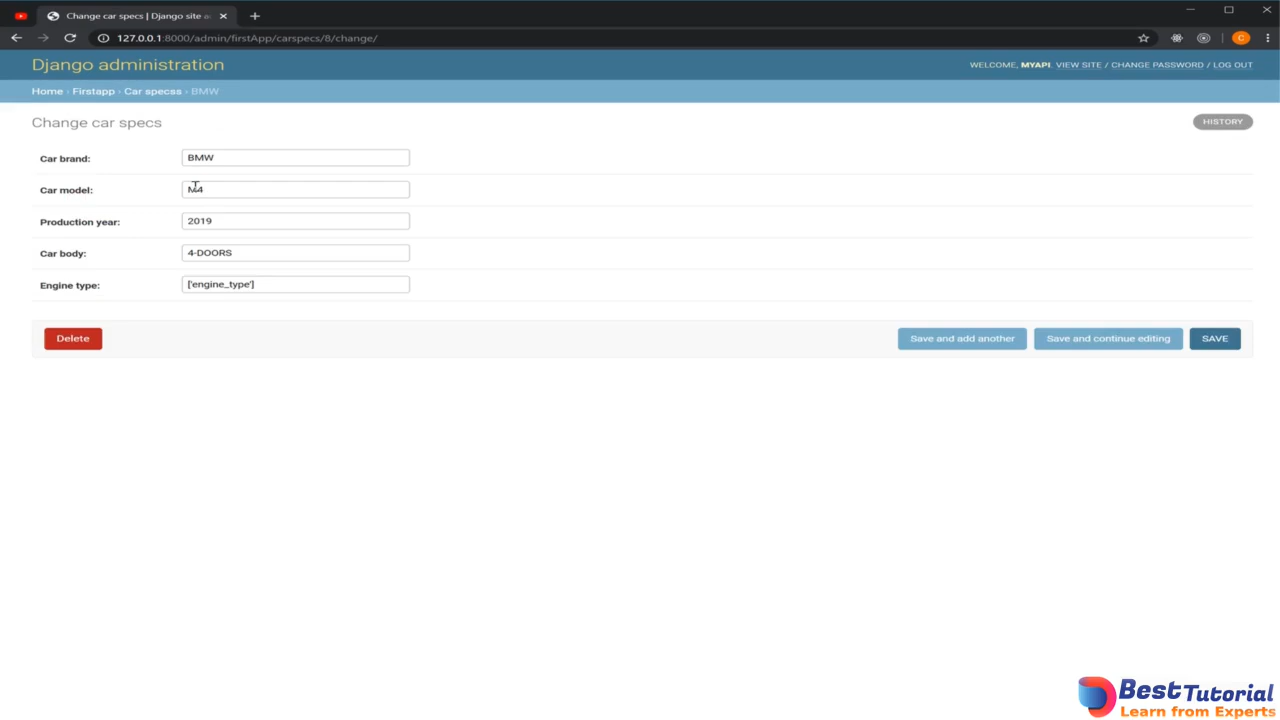 Change car specs | Django site a
127.0.0.1:8000/admin/firstApp/carspecs/8/change/
Django administration
WELCOME, MYAPI. VIEW SITE / CHANGE PASSWORD / LOG OUT
Home › Firstapp › Car specss › BMW
Change car specs
HISTORY
Car brand: BMW
Car model: M4
Production year: 2019
Car body: 4-DOORS
Engine type: ['engine_type']
Delete
Save and add another
Save and continue editing
SAVE
Best Tutorial
Learn from Experts
C